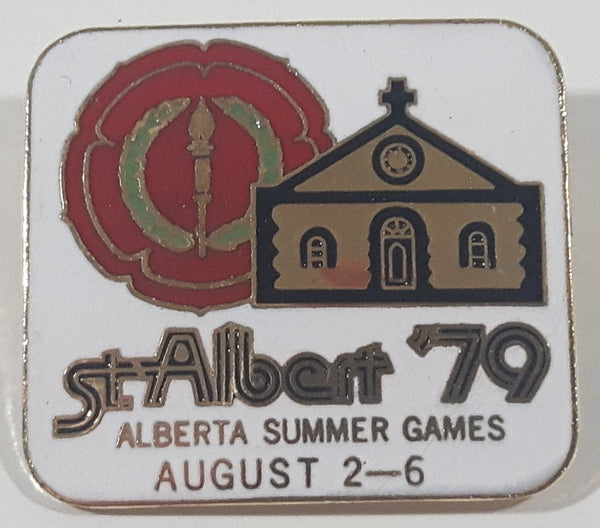 St. Albert '79
ALBERTA SUMMER GAMES
AUGUST 2-6